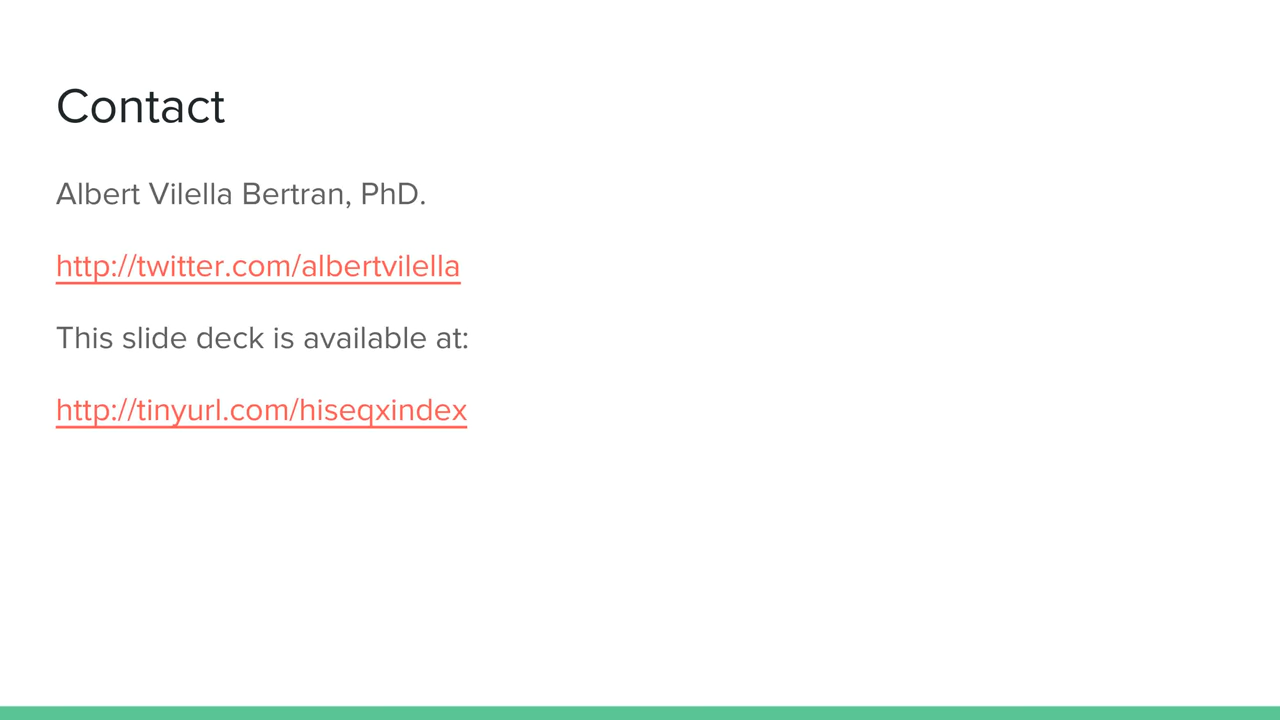 Contact
Albert Vilella Bertran, PhD.
http://twitter.com/albertvilella
This slide deck is available at:
http://tinyurl.com/hiseqxindex